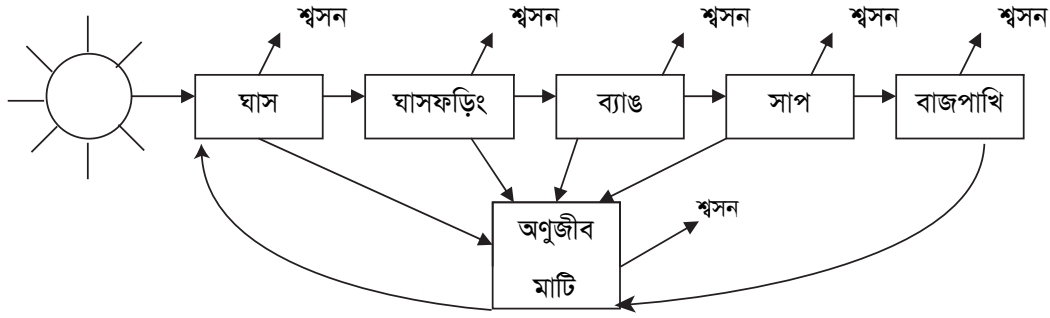 শ্বসন শ্বসন শ্বসন শ্বসন শ্বসন
ঘাস ঘাসফড়িং ব্যাঙ সাপ বাজপাখি
শ্বসন
অণুজীব
মাটি